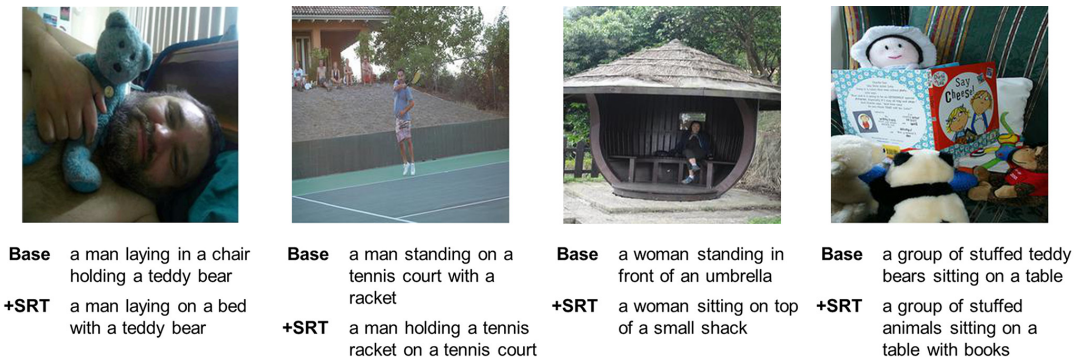 Say
Cheese!
Base a man laying in a chair
holding a teddy bear
+SRT a man laying on a bed
with a teddy bear
Base a man standing on a
tennis court with a
racket
+SRT a man holding a tennis
racket on a tennis court
Base a woman standing in
front of an umbrella
+SRT a woman sitting on top
of a small shack
Base a group of stuffed teddy
bears sitting on a table
+SRT a group of stuffed
animals sitting on a
table with books